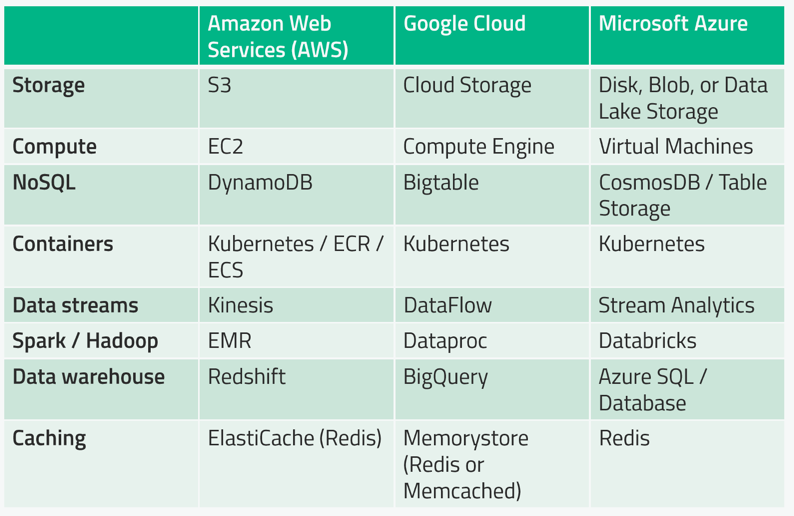 Amazon Web Google Cloud Microsoft Azure
Services (AWS)
Storage S3 Cloud Storage Disk, Blob, or Data
Lake Storage
Compute EC2 Compute Engine Virtual Machines
NoSQL DynamoDB Bigtable CosmosDB / Table
Storage
Containers Kubernetes / ECR / Kubernetes Kubernetes
ECS
Data streams Kinesis DataFlow Stream Analytics
Spark / Hadoop EMR Dataproc Databricks
Data warehouse Redshift BigQuery Azure SQL /
Database
Caching ElastiCache (Redis) Memorystore Redis
(Redis or
Memcached)